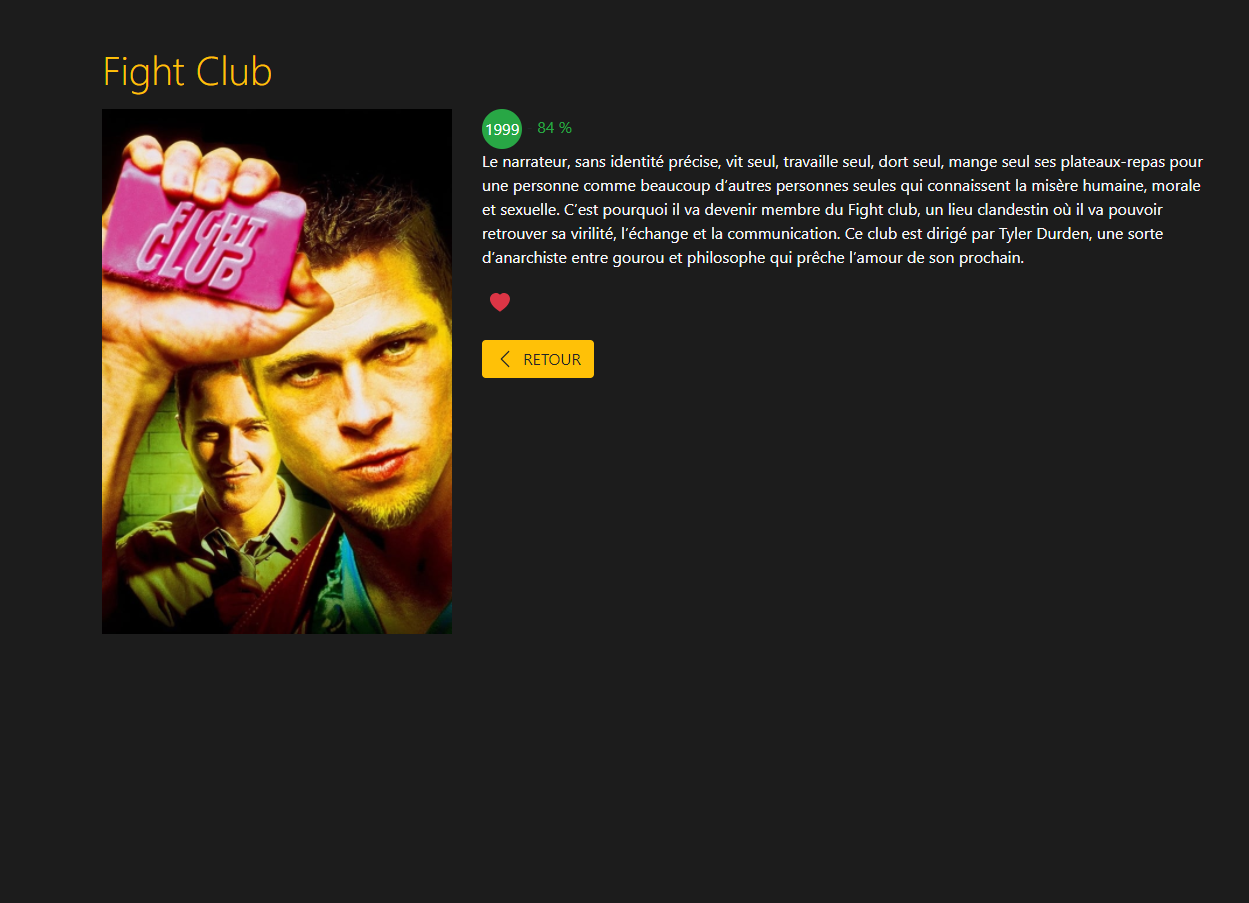 Fight Club
FIGHT
CLUB
1999 84 %
Le narrateur, sans identité précise, vit seul, travaille seul, dort seul, mange seul ses plateaux-repas pour
une personne comme beaucoup d’autres personnes seules qui connaissent la misère humaine, morale
et sexuelle. C’est pourquoi il va devenir membre du Fight club, un lieu clandestin où il va pouvoir
retrouver sa virilité, l’échange et la communication. Ce club est dirigé par Tyler Durden, une sorte
d’anarchiste entre gourou et philosophe qui prêche l’amour de son prochain.
RETOUR